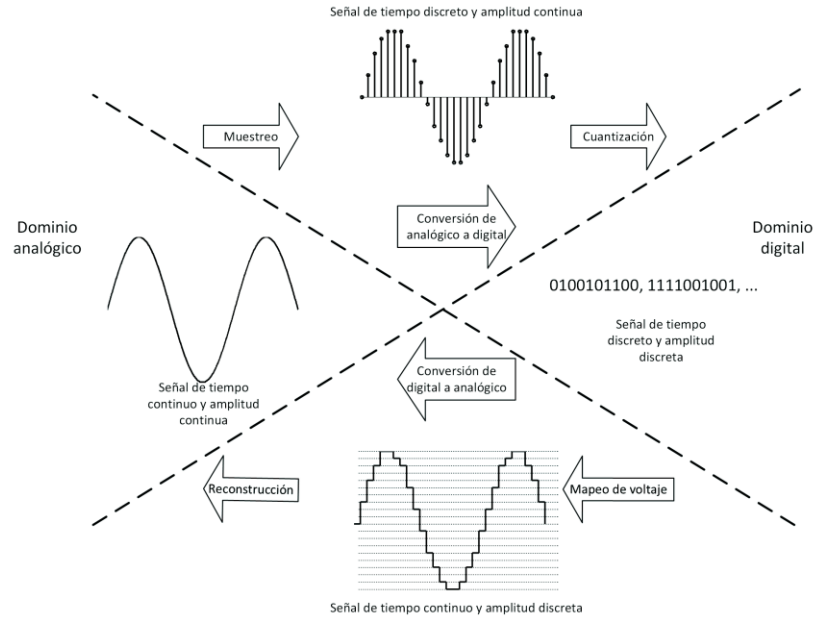 Señal de tiempo discreto y amplitud continua
Muestreo
Cuantización
Dominio
analógico
Conversión de
analógico a digital
Dominio
digital
0100101100, 1111001001, ...
Señal de tiempo
discreto y amplitud
discreta
Señal de tiempo
continuo y amplitud
continua
Conversión de
digital a analógico
Reconstrucción
Mapeo de voltaje
Señal de tiempo continuo y amplitud discreta